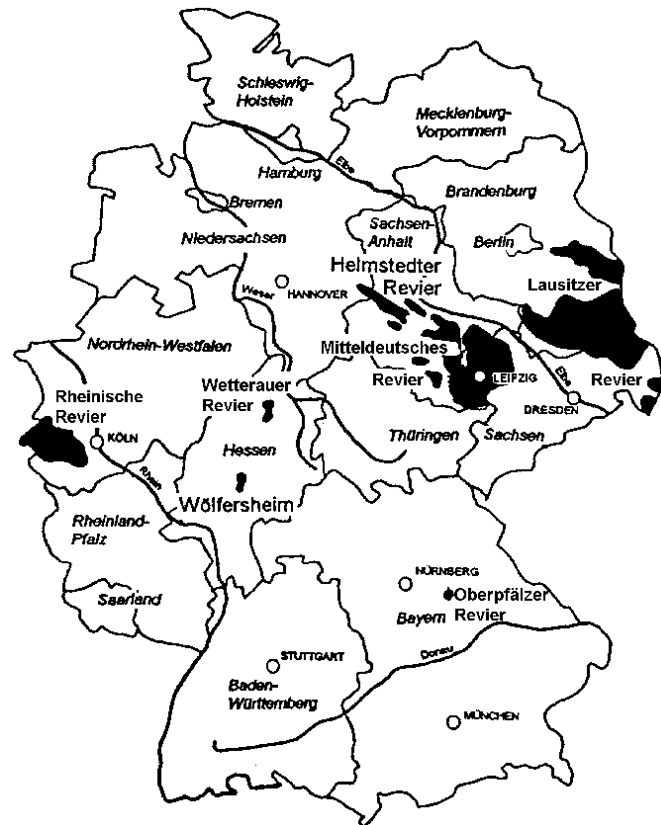 Schleswig-
Holstein
Mecklenburg-
Vorpommern
Elbe
Hamburg
Bremen
Brandenburg
Niedersachsen
Sachsen-
Anhalt
Berlin
Helmstedter
Revier
Lausitzer
Weser
HANNOVER
Nordrhein-Westfalen
Mitteldeutsches
Revier
LEIPZIG
Elbe
Revier
Rheinische
Revier
Wetterauer
Revier
DRESDEN
KÖLN
Thüringen
Sachsen
Hessen
Rhein
Wölfersheim
Rheinland-
Pfalz
Saarland
NÜRNBERG
Oberpfälzer
Revier
Bayern
Donau
STUTTGART
Baden-
Württemberg
MÜNCHEN